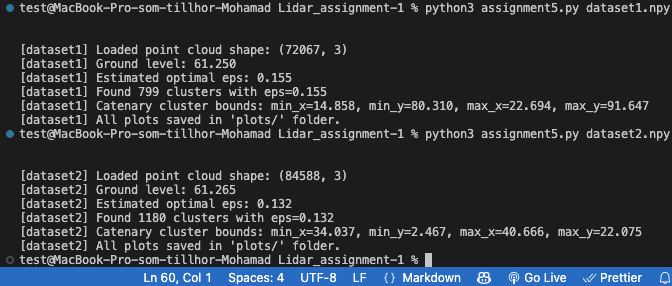 test@MacBook-Pro-som-tillhor-Mohamad Lidar_assignment-1 % python3 assignment5.py dataset1.npy
[dataset1] Loaded point cloud shape: (72067, 3)
[dataset1] Ground level: 61.250
[dataset1] Estimated optimal eps: 0.155
[dataset1] Found 799 clusters with eps=0.155
[dataset1] Catenary cluster bounds: min_x=14.858, min_y=80.310, max_x=22.694, max_y=91.647
[dataset1] All plots saved in 'plots/' folder.
test@MacBook-Pro-som-tillhor-Mohamad Lidar_assignment-1 % python3 assignment5.py dataset2.npy
[dataset2] Loaded point cloud shape: (84588, 3)
[dataset2] Ground level: 61.265
[dataset2] Estimated optimal eps: 0.132
[dataset2] Found 1180 clusters with eps=0.132
[dataset2] Catenary cluster bounds: min_x=34.037, min_y=2.467, max_x=40.666, max_y=22.075
[dataset2] All plots saved in 'plots/' folder.
test@MacBook-Pro-som-tillhor-Mohamad Lidar_assignment-1 %
Ln 60, Col 1 Spaces: 4 UTF-8 LF {} Markdown Go Live Prettier